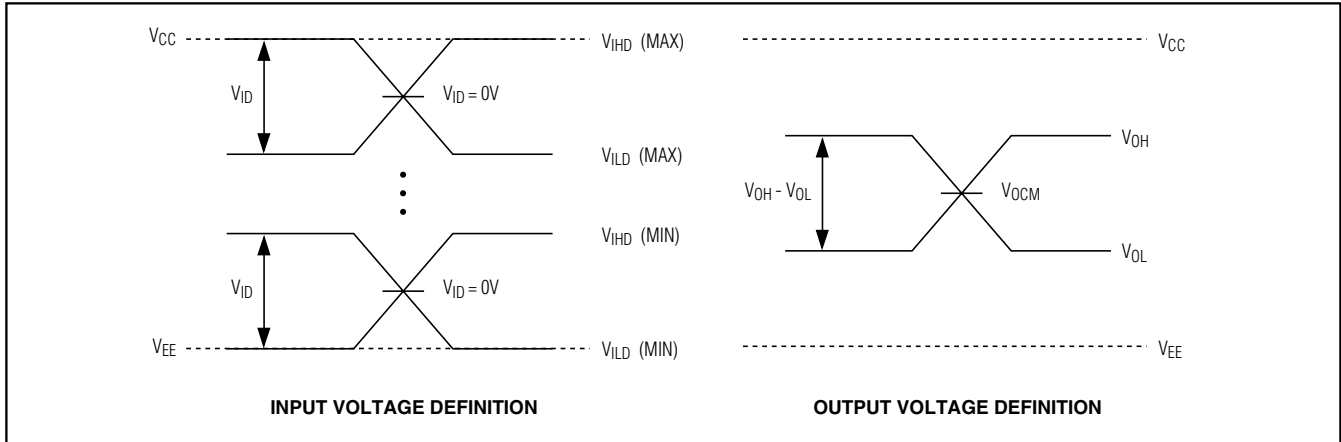 VCC
VIHD (MAX)
VID
VID = 0V
VILD (MAX)
VIHD (MIN)
VID
VID = 0V
VEE
VILD (MIN)
INPUT VOLTAGE DEFINITION
VCC
VOH
VOH - VOL
VOCM
VOL
VEE
OUTPUT VOLTAGE DEFINITION